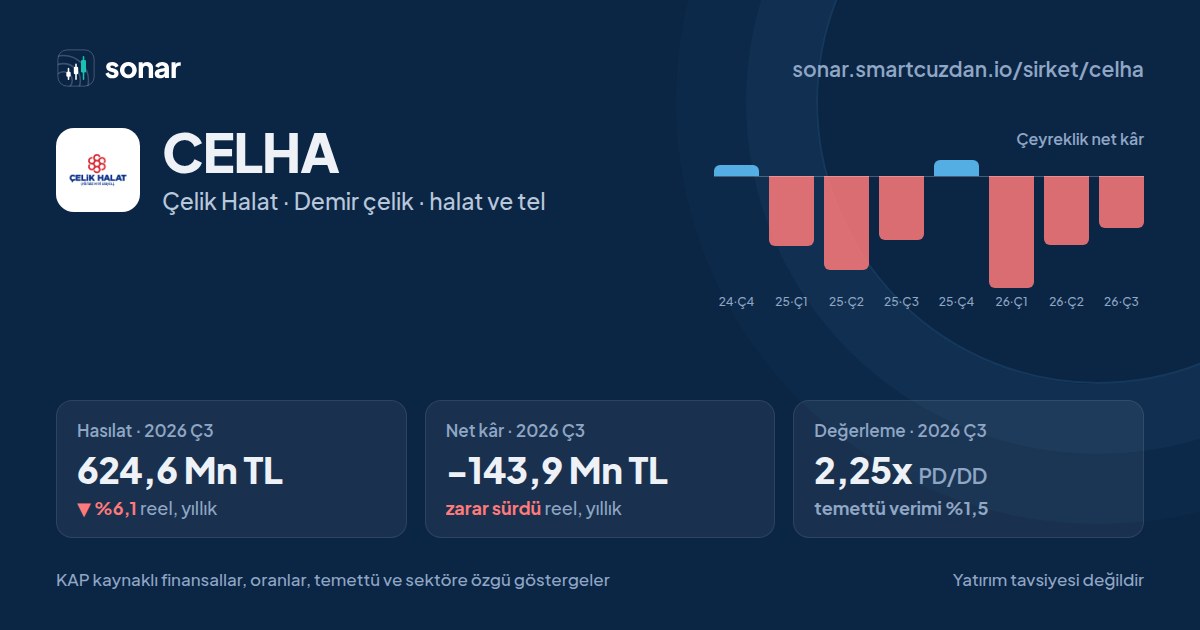 sonar
sonar.smartcuzdan.io/sirket/celha
ÇELİK HALAT
CELHA
Çelik Halat · Demir çelik · halat ve tel
Çeyreklik net kâr
24·Ç4 25·Ç1 25·Ç2 25·Ç3 25·Ç4 26·Ç1 26·Ç2 26·Ç3
Hasılat · 2026 Ç3
624,6 Mn TL
▼ %6,1 reel, yıllık
Net kâr · 2026 Ç3
−143,9 Mn TL
zarar sürdü reel, yıllık
Değerleme · 2026 Ç3
2,25x PD/DD
temettü verimi %1,5
KAP kaynaklı finansallar, oranlar, temettü ve sektöre özgü göstergeler
Yatırım tavsiyesi değildir